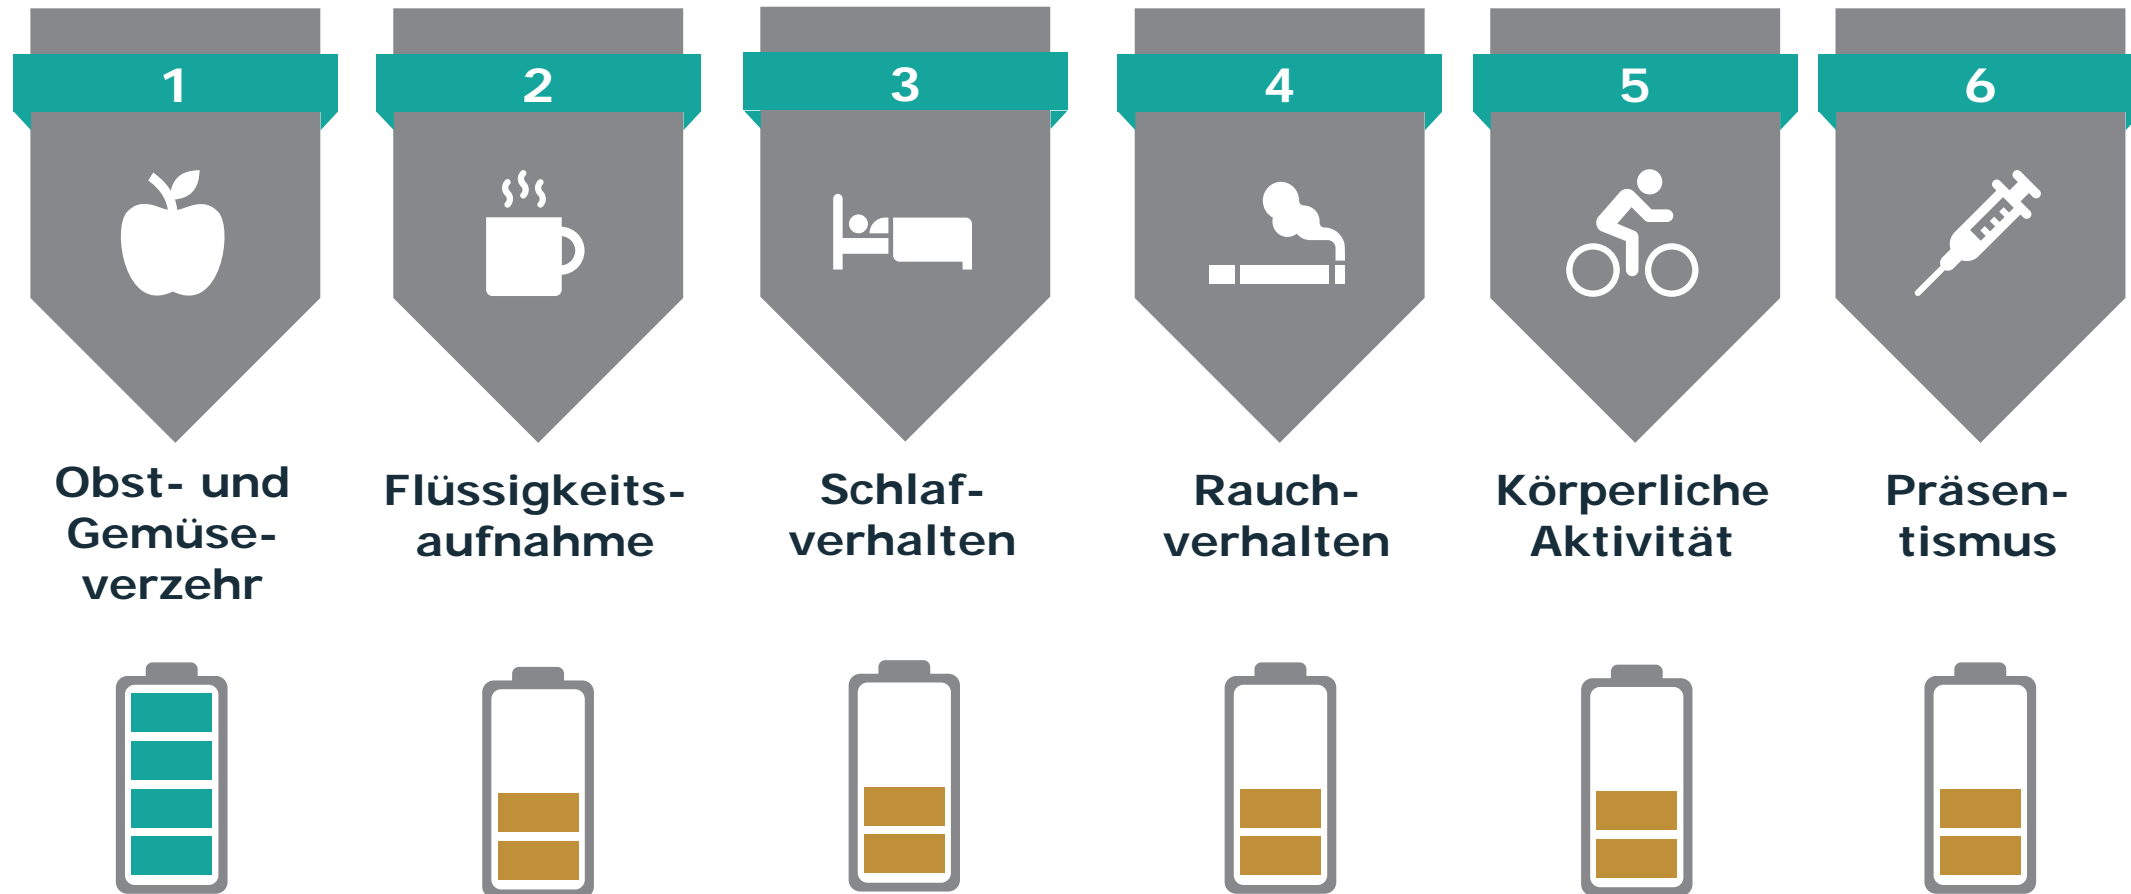 1
2
3
4
5
6
Obst- und
Gemüse-
verzehr
Flüssigkeits-
aufnahme
Schlaf-
verhalten
Rauch-
verhalten
Körperliche
Aktivität
Präsen-
tismus